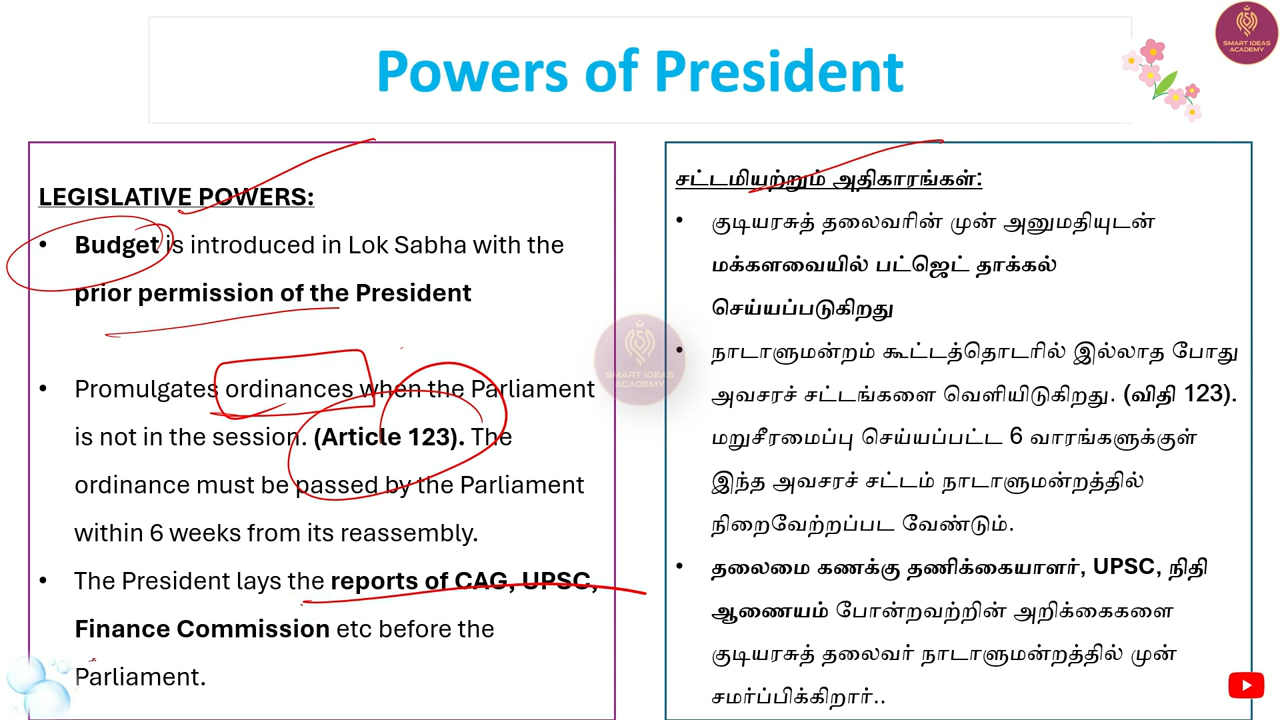 Powers of President
SMART IDEAS
ACADEMY
LEGISLATIVE POWERS:
• Budget is introduced in Lok Sabha with the
prior permission of the President
• Promulgates ordinances when the Parliament
is not in the session. (Article 123). The
ordinance must be passed by the Parliament
within 6 weeks from its reassembly.
• The President lays the reports of CAG, UPSC,
Finance Commission etc before the
Parliament.
சட்டமியற்றும் அதிகாரங்கள்:
• குடியரசுத் தலைவரின் முன் அனுமதியுடன்
மக்களவையில் பட்ஜெட் தாக்கல்
செய்யப்படுகிறது
• நாடாளுமன்றம் கூட்டத்தொடரில் இல்லாத போது
அவசரச் சட்டங்களை வெளியிடுகிறது. (விதி 123).
மறுசீரமைப்பு செய்யப்பட்ட 6 வாரங்களுக்குள்
இந்த அவசரச் சட்டம் நாடாளுமன்றத்தில்
நிறைவேற்றப்பட வேண்டும்.
• தலைமை கணக்கு தணிக்கையாளர், UPSC, நிதி
ஆணையம் போன்றவற்றின் அறிக்கைகளை
குடியரசுத் தலைவர் நாடாளுமன்றத்தில் முன்
சமர்ப்பிக்கிறார்..
SMART IDEAS
ACADEMY